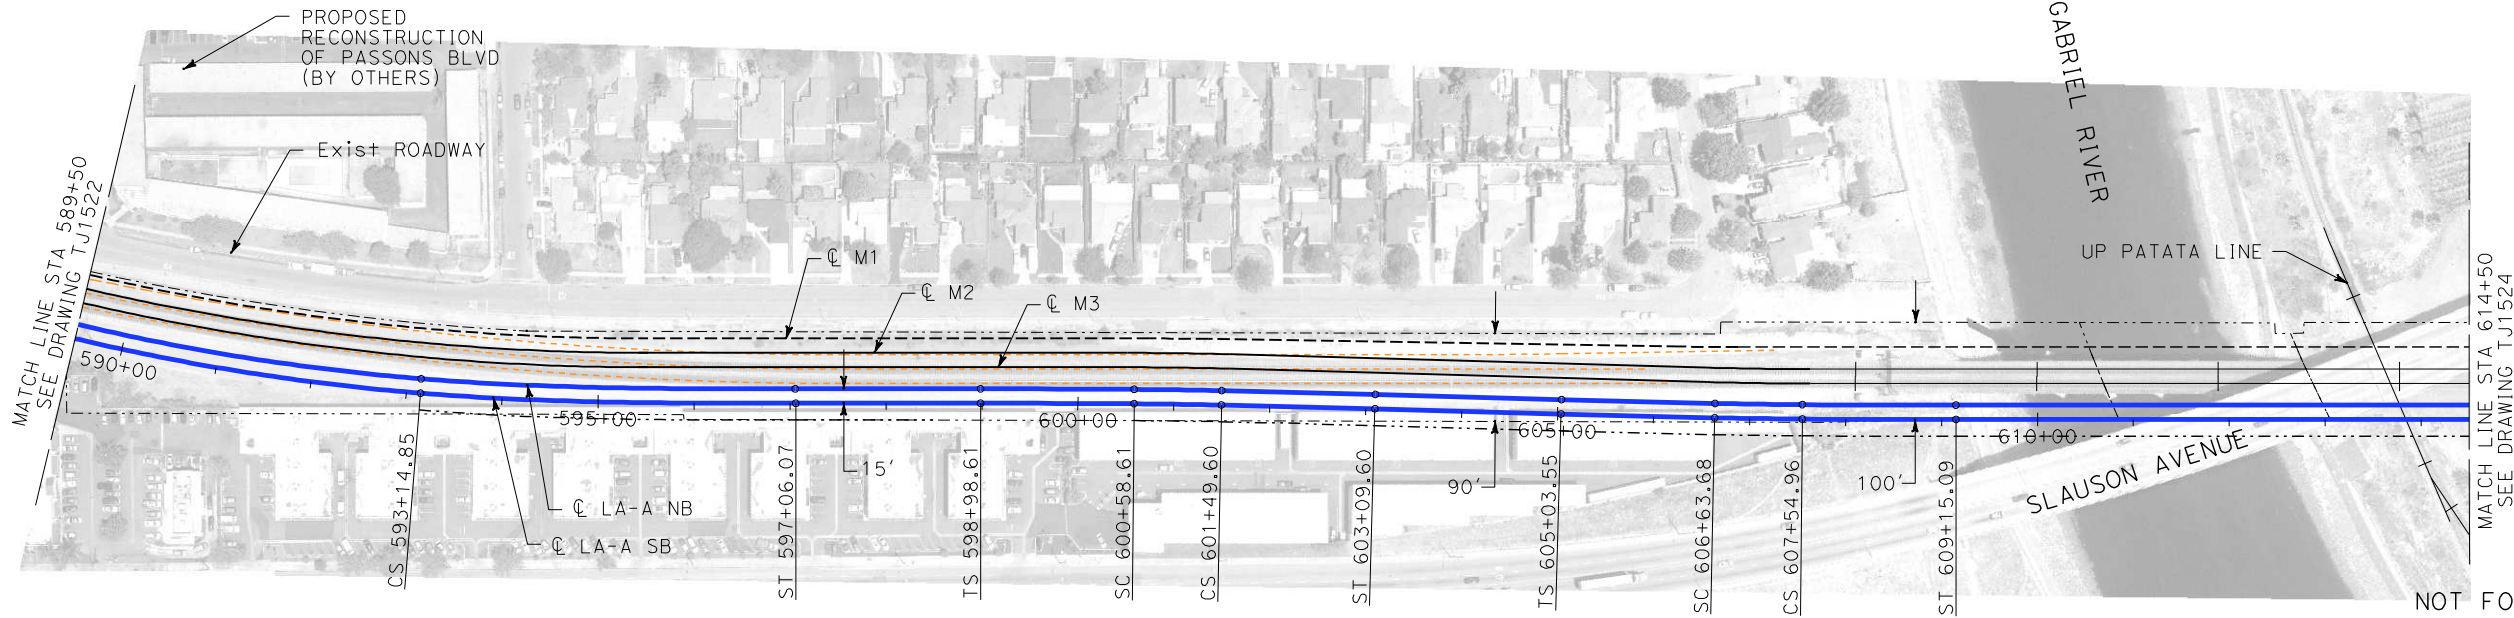 PROPOSED
RECONSTRUCTION
OF PASSONS BLVD
(BY OTHERS)
Exist ROADWAY
MATCH LINE STA 589+50
SEE DRAWING TJ1522
GABRIEL RIVER
UP PATATA LINE
℄ M1
℄ M2
℄ M3
590+00
595+00
600+00
605+00
610+00
15'
90'
100'
℄ LA-A NB
℄ LA-A SB
CS 593+14.85
ST 597+06.07
TS 598+98.61
SC 600+58.61
CS 601+49.60
ST 603+09.60
TS 605+03.55
SC 606+63.68
CS 607+54.96
ST 609+15.09
SLAUSON AVENUE
MATCH LINE STA 614+50
SEE DRAWING TJ1524
NOT FO